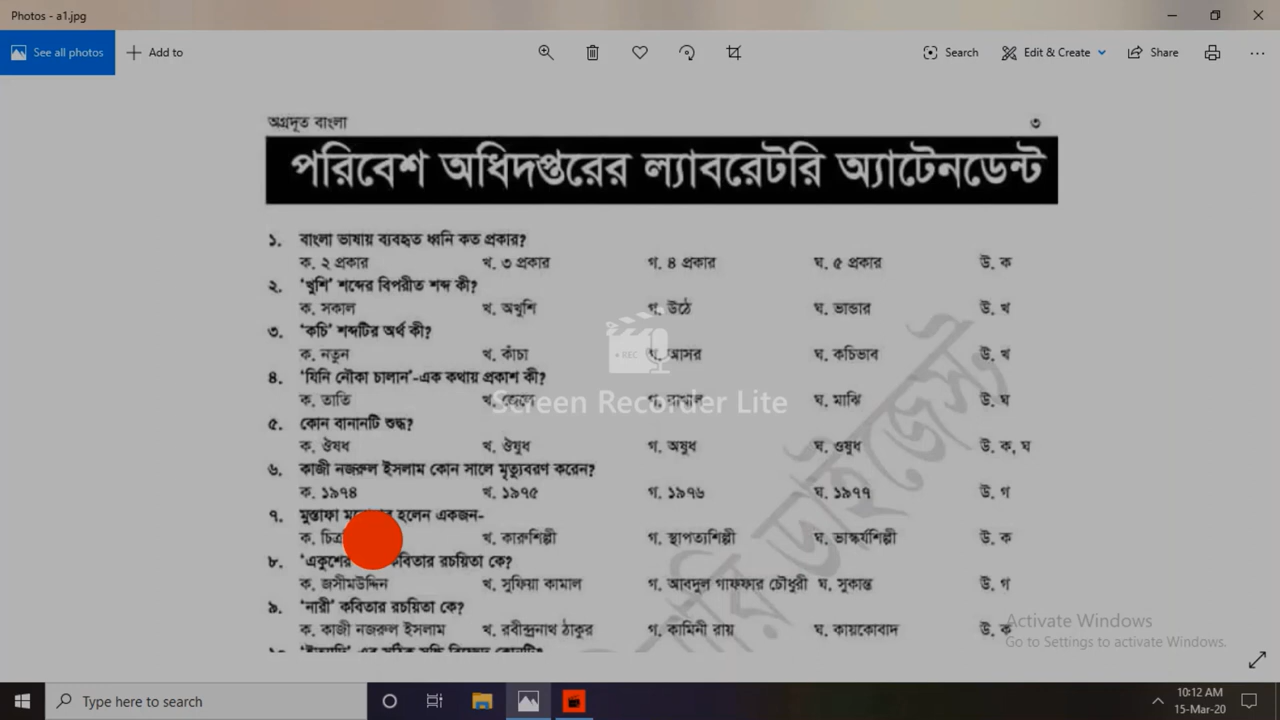 Photos - a1.jpg
See all photos
Add to
Search
Edit & Create
Share
অগ্রদূত বাংলা
৩
পরিবেশ অধিদপ্তরের ল্যাবরেটরি অ্যাটেনডেন্ট
১. বাংলা ভাষায় ব্যবহৃত ধ্বনি কত প্রকার?
ক. ২ প্রকার খ. ৩ প্রকার গ. ৪ প্রকার ঘ. ৫ প্রকার উ. ক
২. ‘খুশি’ শব্দের বিপরীত শব্দ কী?
ক. সকাল খ. অখুশি গ. উঠে ঘ. ভান্ডার উ. খ
৩. ‘কচি’ শব্দটির অর্থ কী?
ক. নতুন খ. কাঁচা আসর ঘ. কচিভাব উ. খ
REC
৪. ‘যিনি নৌকা চালান’-এক কথায় প্রকাশ কী?
ক. তাতি খ. জেলে গ. রাখাল ঘ. মাঝি উ. ঘ
Screen Recorder Lite
৫. কোন বানানটি শুদ্ধ?
ক. ঔষধ খ. ঔষুধ গ. অষুধ ঘ. ওষুধ উ. ক, ঘ
৬. কাজী নজরুল ইসলাম কোন সালে মৃত্যুবরণ করেন?
ক. ১৯৭৪ খ. ১৯৭৫ গ. ১৯৭৬ ঘ. ১৯৭৭ উ. গ
৭. মুস্তাফা হলেন একজন-
ক. খ. কারুশিল্পী গ. স্থাপত্যশিল্পী ঘ. ভাস্কর্যশিল্পী উ. ক
৮. ‘একুশের কবিতার রচয়িতা কে?
ক. জসীমউদ্দিন খ. সুফিয়া কামাল গ. আবদুল গাফফার চৌধুরী ঘ. সুকান্ত উ. গ
৯. ‘নারী’ কবিতার রচয়িতা কে?
ক. কাজী নজরুল ইসলাম খ. রবীন্দ্রনাথ ঠাকুর গ. কামিনী রায় ঘ. কায়কোবাদ উ. ক
Activate Windows
Go to Settings to activate Windows.
Type here to search
10:12 AM
15-Mar-20